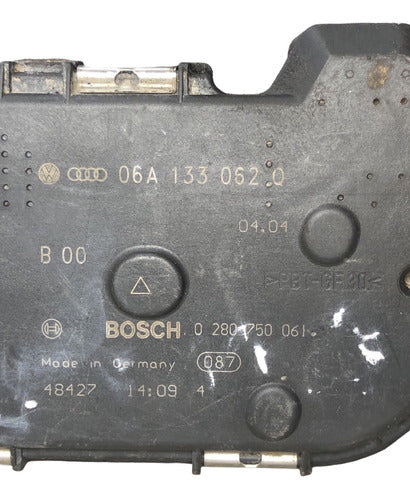 06A 133 062 Q
04.04
B 00
>PBT-GF30<
BOSCH 0 280 750 061
Made in Germany 087
48427 14:09 4